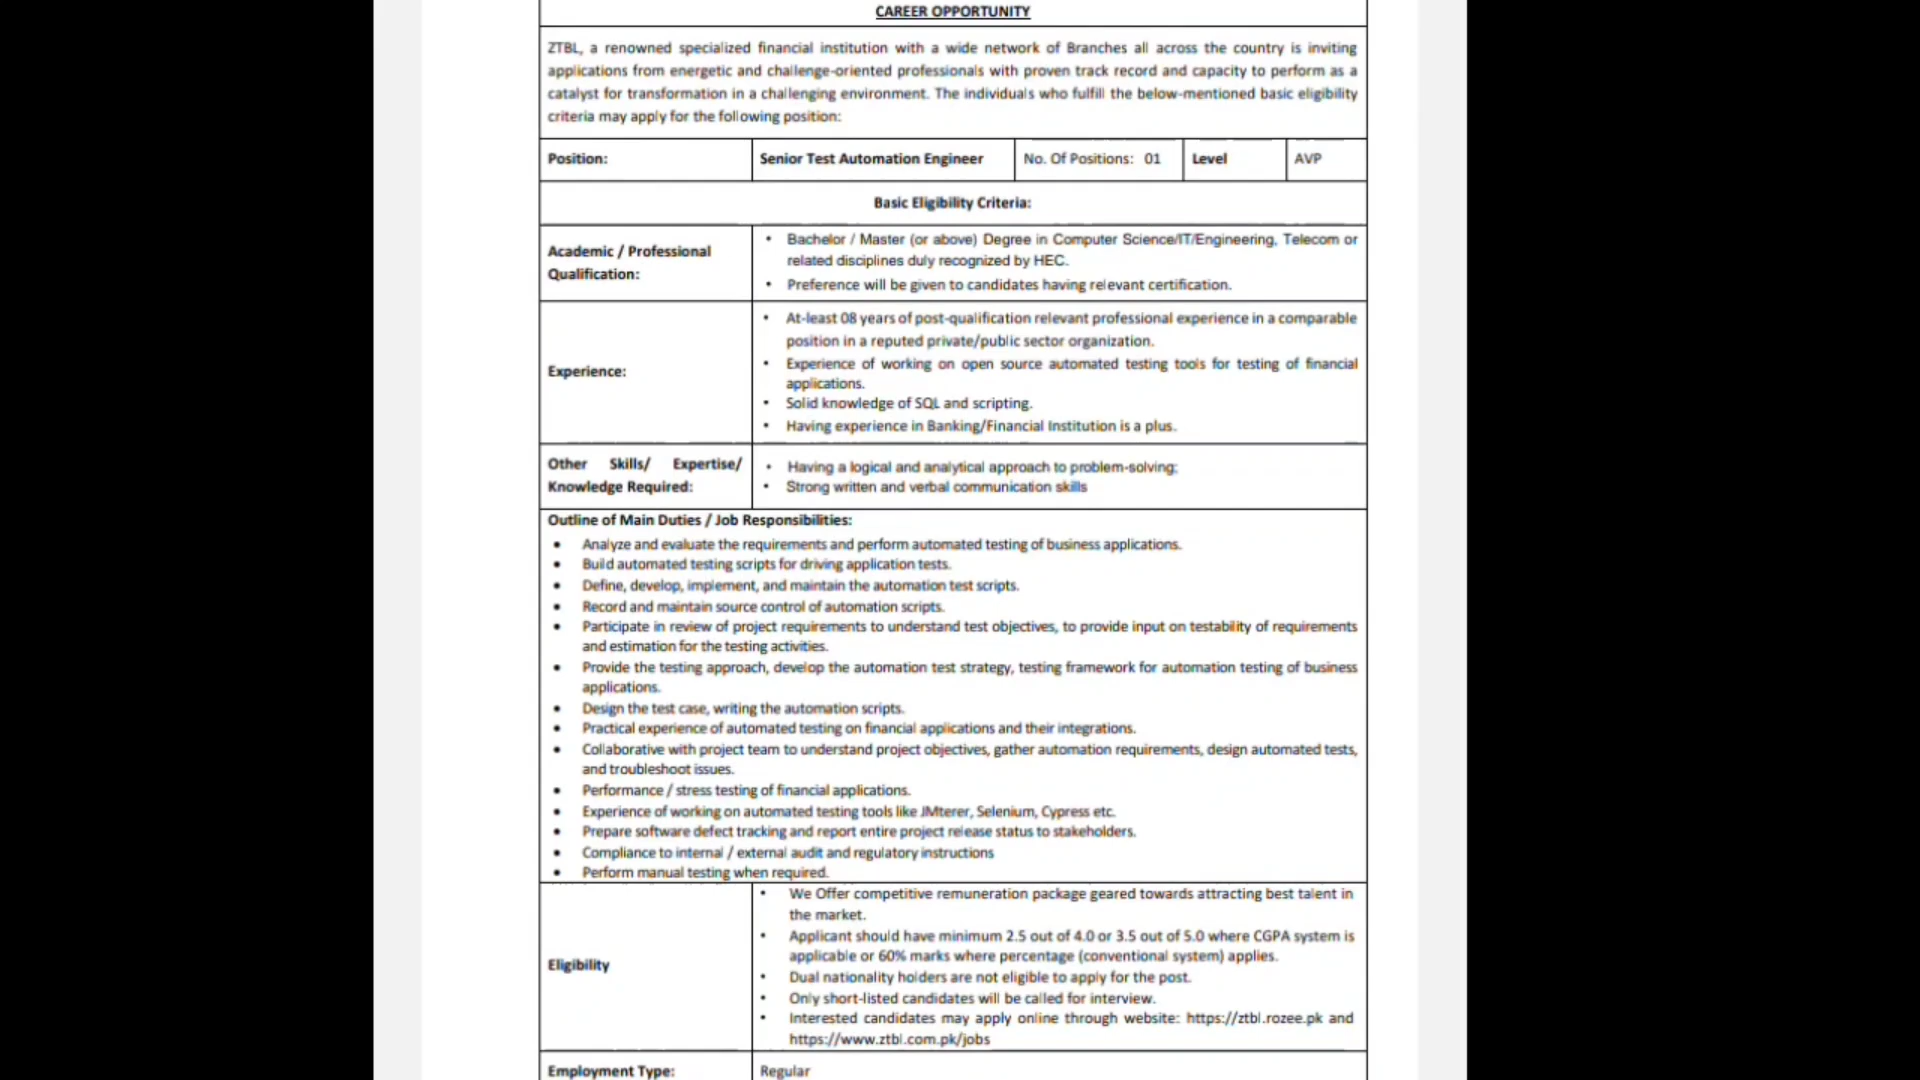 CAREER OPPORTUNITY
ZTBL, a renowned specialized financial institution with a wide network of Branches all across the country is inviting
applications from energetic and challenge-oriented professionals with proven track record and capacity to perform as a
catalyst for transformation in a challenging environment. The individuals who fulfill the below-mentioned basic eligibility
criteria may apply for the following position:
Position: Senior Test Automation Engineer No. Of Positions: 01 Level AVP
Basic Eligibility Criteria:
Academic / Professional
Qualification:
• Bachelor / Master (or above) Degree in Computer Science/IT/Engineering, Telecom or
related disciplines duly recognized by HEC.
• Preference will be given to candidates having relevant certification.
Experience:
• At-least 08 years of post-qualification relevant professional experience in a comparable
position in a reputed private/public sector organization.
• Experience of working on open source automated testing tools for testing of financial
applications.
• Solid knowledge of SQL and scripting.
• Having experience in Banking/Financial Institution is a plus.
Other Skills/ Expertise/
Knowledge Required:
• Having a logical and analytical approach to problem-solving;
• Strong written and verbal communication skills
Outline of Main Duties / Job Responsibilities:
• Analyze and evaluate the requirements and perform automated testing of business applications.
• Build automated testing scripts for driving application tests.
• Define, develop, implement, and maintain the automation test scripts.
• Record and maintain source control of automation scripts.
• Participate in review of project requirements to understand test objectives, to provide input on testability of requirements
and estimation for the testing activities.
• Provide the testing approach, develop the automation test strategy, testing framework for automation testing of business
applications.
• Design the test case, writing the automation scripts.
• Practical experience of automated testing on financial applications and their integrations.
• Collaborative with project team to understand project objectives, gather automation requirements, design automated tests,
and troubleshoot issues.
• Performance / stress testing of financial applications.
• Experience of working on automated testing tools like JMterer, Selenium, Cypress etc.
• Prepare software defect tracking and report entire project release status to stakeholders.
• Compliance to internal / external audit and regulatory instructions
• Perform manual testing when required.
Eligibility
• We Offer competitive remuneration package geared towards attracting best talent in
the market.
• Applicant should have minimum 2.5 out of 4.0 or 3.5 out of 5.0 where CGPA system is
applicable or 60% marks where percentage (conventional system) applies.
• Dual nationality holders are not eligible to apply for the post.
• Only short-listed candidates will be called for interview.
• Interested candidates may apply online through website: https://ztbl.rozee.pk and
https://www.ztbl.com.pk/jobs
Employment Type: Regular